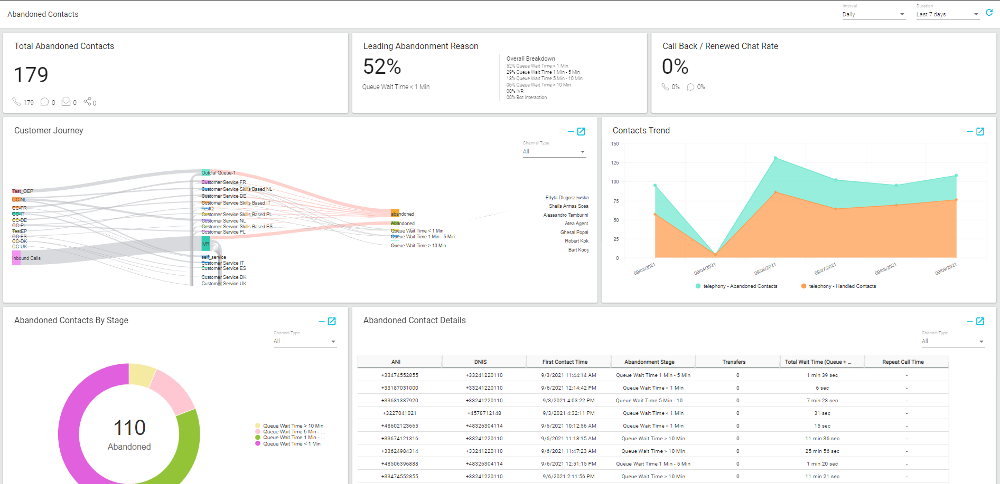 Abandoned Contacts
Interval
Daily
Duration
Last 7 days
Total Abandoned Contacts
179
179 0 0 0
Leading Abandonment Reason
52%
Queue Wait Time < 1 Min
Overall Breakdown
52% Queue Wait Time < 1 Min
29% Queue Wait Time 1 Min - 5 Min
13% Queue Wait Time 5 Min - 10 Min
06% Queue Wait Time > 10 Min
00% IVR
00% Bot Interaction
Call Back / Renewed Chat Rate
0%
0% 0%
Customer Journey
Channel Type
All
Test_OEP
CC-NL
CC-FR
CC-IT
CC-DE
CC-PL
TestEP
CC-ES
CC-DK
CC-UK
Inbound Calls
Outdial Queue-1
Customer Service FR
Customer Service Skills Based NL
Customer Service DE
Customer Service Skills Based IT
TestQ
Customer Service Skills Based PL
Customer Service NL
Customer Service Skills Based ES
Customer Service PL
IVR
self_service
Customer Service IT
Customer Service ES
Customer Service DK
Customer Service UK
abandoned
Abandoned
Queue Wait Time < 1 Min
Queue Wait Time 1 Min - 5 Min
Queue Wait Time > 10 Min
Edyta Dlugoszewska
Sheila Armas Sosa
Alessandro Tamburini
Atea Agent
Ghesal Popal
Robert Kok
Bart Kooij
Contacts Trend
150
125
100
75
50
25
0
09/03/2021 09/04/2021 09/06/2021 09/07/2021 09/08/2021 09/09/2021
telephony - Abandoned Contacts telephony - Handled Contacts
Abandoned Contacts By Stage
Channel Type
All
110
Abandoned
Queue Wait Time > 10 Min
Queue Wait Time 5 Min - ...
Queue Wait Time 1 Min - ...
Queue Wait Time < 1 Min
Abandoned Contact Details
Channel Type
All
ANI DNIS First Contact Time Abandonment Stage Transfers Total Wait Time (Queue + ... Repeat Call Time
+33474552855 +33241220110 9/3/2021 11:44:14 AM Queue Wait Time 1 Min - 5 Min 0 1 min 39 sec -
+33187031000 +33241220110 9/6/2021 12:14:42 PM Queue Wait Time < 1 Min 0 6 sec -
+33631337920 +33241220110 9/3/2021 4:03:22 PM Queue Wait Time 5 Min - 10 ... 0 7 min 23 sec -
+3227041021 +4578712148 9/3/2021 4:32:11 PM Queue Wait Time < 1 Min 0 31 sec -
+48602123665 +48326304114 9/6/2021 10:12:56 AM Queue Wait Time < 1 Min 0 15 sec -
+33674121316 +33241220110 9/6/2021 11:18:15 AM Queue Wait Time > 10 Min 0 11 min 36 sec -
+33624984314 +33241220110 9/6/2021 11:47:23 AM Queue Wait Time > 10 Min 0 25 min 56 sec -
+48506396888 +48326304114 9/6/2021 12:51:15 PM Queue Wait Time 1 Min - 5 Min 0 1 min 20 sec -
+33474552855 +33241220110 9/6/2021 2:11:56 PM Queue Wait Time > 10 Min 0 11 min 21 sec -